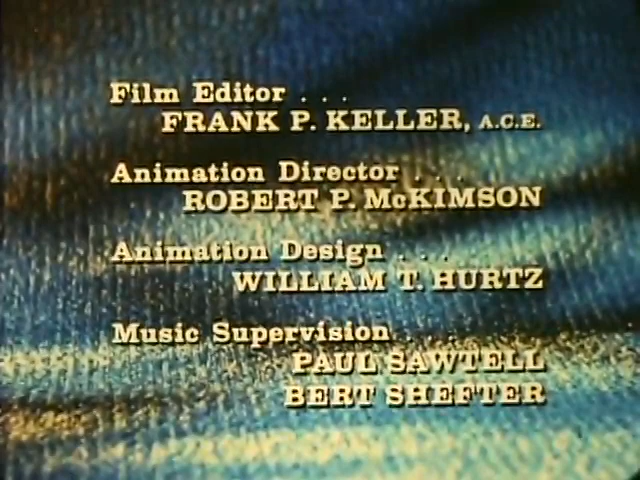 Film Editor . . .
FRANK P. KELLER, A.C.E.
Animation Director . . .
ROBERT P. McKIMSON
Animation Design . . .
WILLIAM T. HURTZ
Music Supervision . .
PAUL SAWTELL
BERT SHEFTER